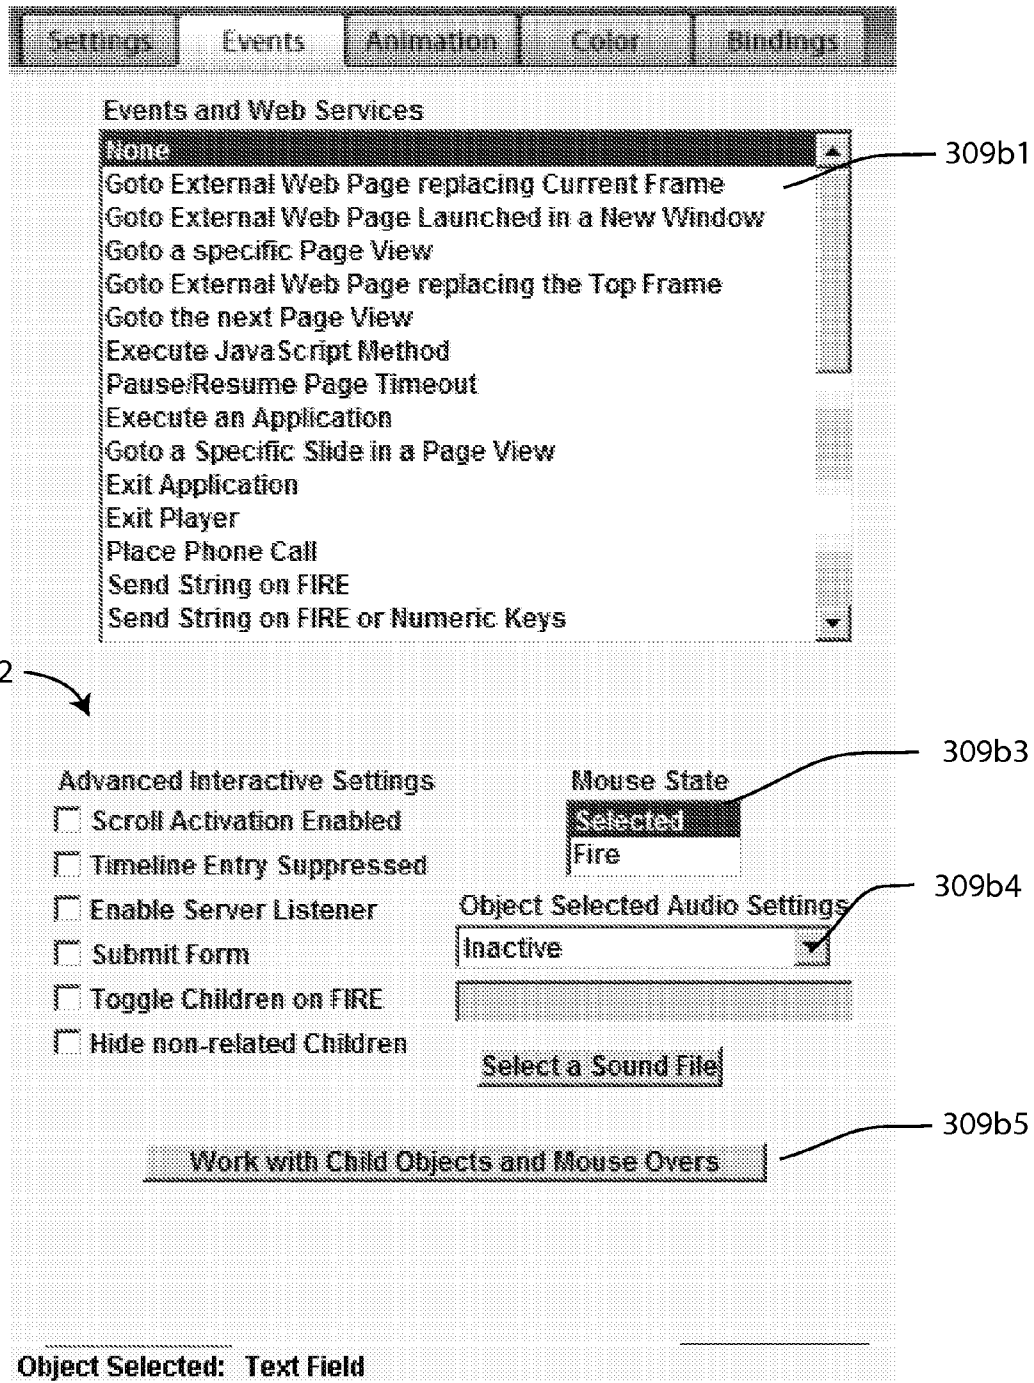 Settings Events Animation Color Bindings
Events and Web Services
None
309b1
Goto External Web Page replacing Current Frame
Goto External Web Page Launched in a New Window
Goto a specific Page View
Goto External Web Page replacing the Top Frame
Goto the next Page View
Execute JavaScript Method
Pause/Resume Page Timeout
Execute an Application
Goto a Specific Slide in a Page View
Exit Application
Exit Player
Place Phone Call
Send String on FIRE
Send String on FIRE or Numeric Keys
2
309b3
Advanced Interactive Settings
Mouse State
Scroll Activation Enabled
Selected
Fire
Timeline Entry Suppressed
309b4
Enable Server Listener
Object Selected Audio Settings
Submit Form
Inactive
Toggle Children on FIRE
Hide non-related Children
Select a Sound File
309b5
Work with Child Objects and Mouse Overs
Object Selected: Text Field